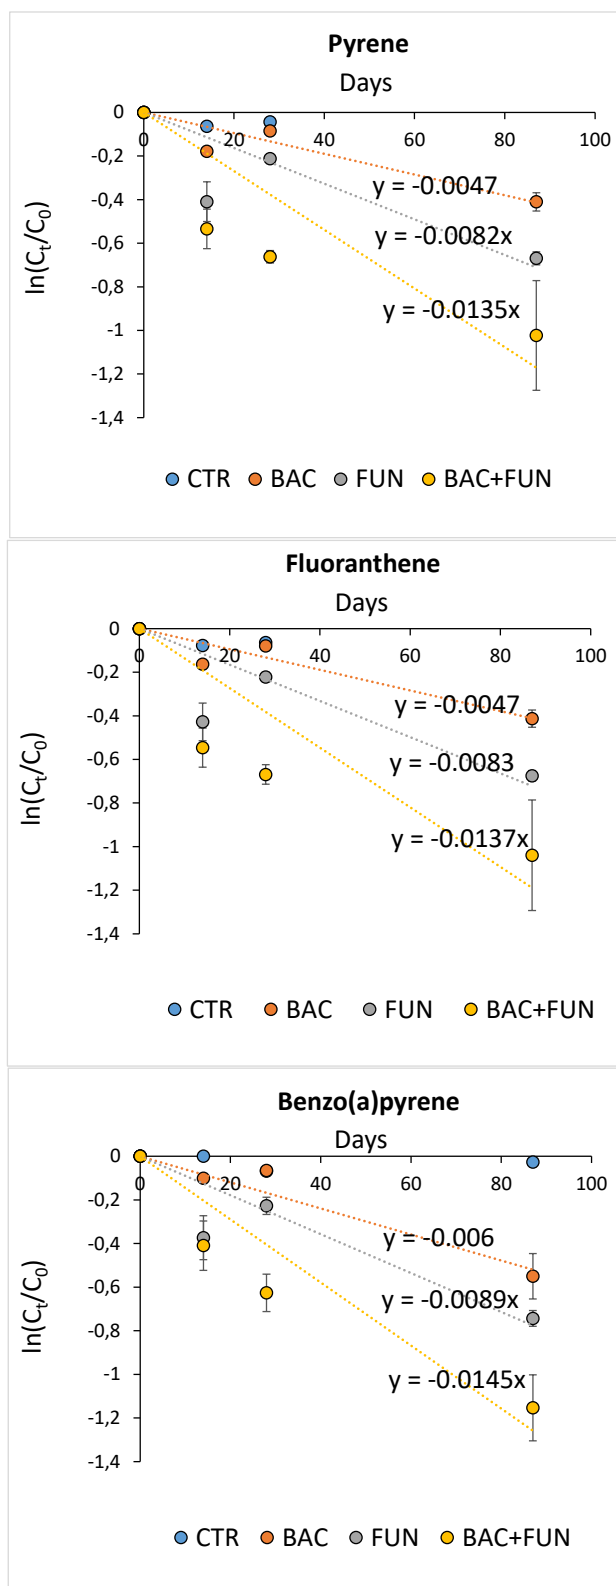 Pyrene
Days
0
0 20 40 60 80 100
-0,2
-0,4
-0,6
-0,8
-1
-1,2
-1,4
ln(Cₜ/C₀)
y = -0.0047
y = -0.0082x
y = -0.0135x
CTR BAC FUN BAC+FUN
Fluoranthene
Days
0
0 20 40 60 80 100
-0,2
-0,4
-0,6
-0,8
-1
-1,2
-1,4
ln(Cₜ/C₀)
y = -0.0047
y = -0.0083
y = -0.0137x
CTR BAC FUN BAC+FUN
Benzo(a)pyrene
Days
0
0 20 40 60 80 100
-0,2
-0,4
-0,6
-0,8
-1
-1,2
-1,4
ln(Cₜ/C₀)
y = -0.006
y = -0.0089x
y = -0.0145x
CTR BAC FUN BAC+FUN